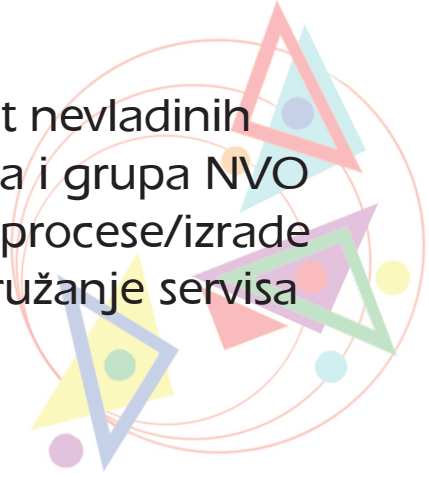 t nevladinih
a i grupa NVO
procese/izrade
ružanje servisa